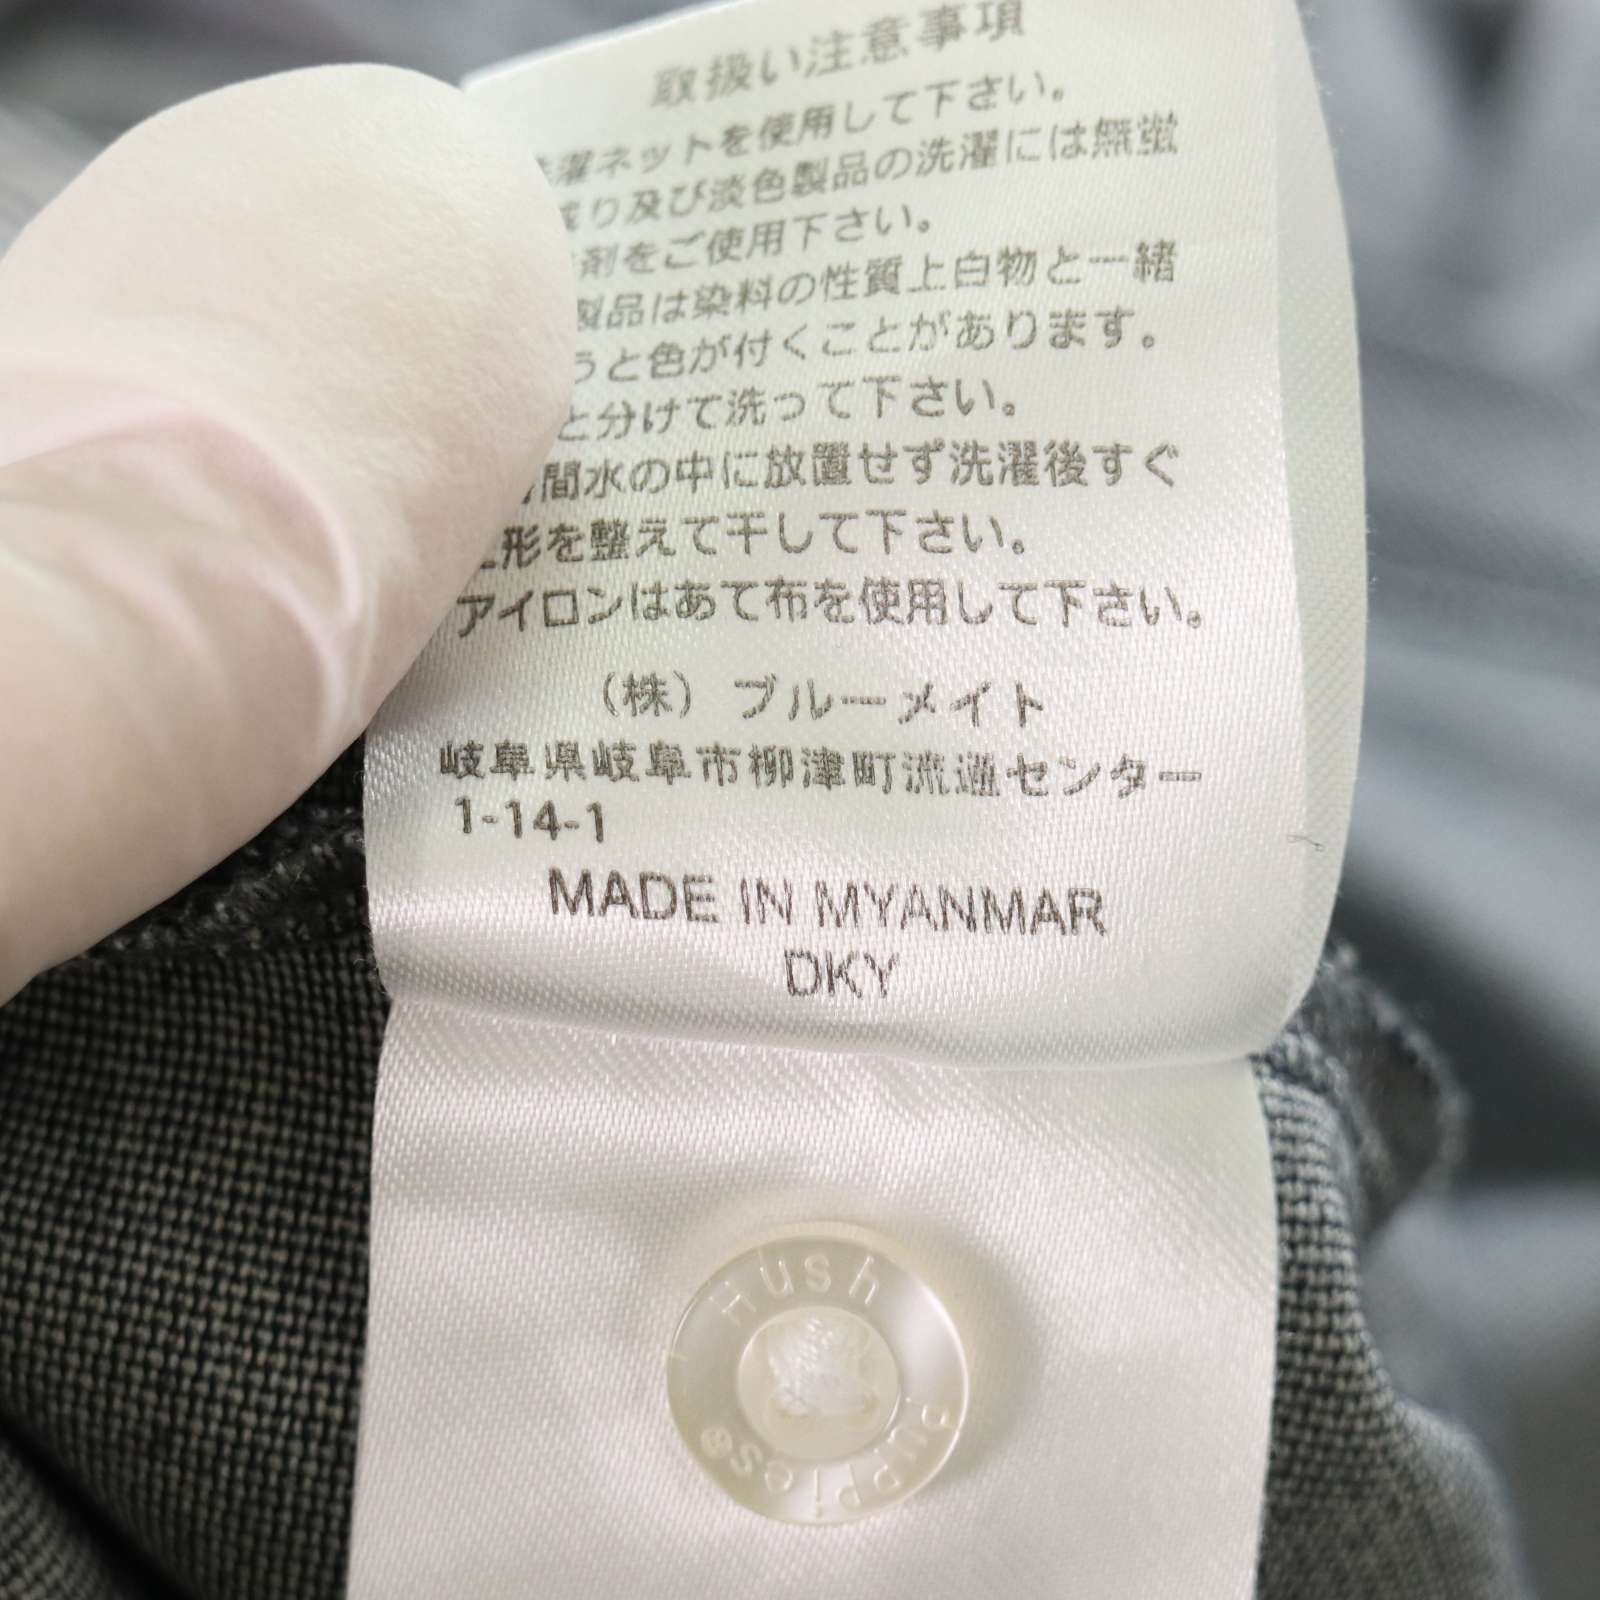 取扱い注意事項
濯ネットを使用して下さい。
り及び淡色製品の洗濯には無蛍
剤をご使用下さい。
製品は染料の性質上白物と一緒
うと色が付くことがあります。
と分けて洗って下さい。
間水の中に放置せず洗濯後すぐ
形を整えて干して下さい。
アイロンはあて布を使用して下さい。
(株) ブルーメイト
岐阜県岐阜市柳津町流通センター
1-14-1
MADE IN MYANMAR
DKY
Hush
Puppies®